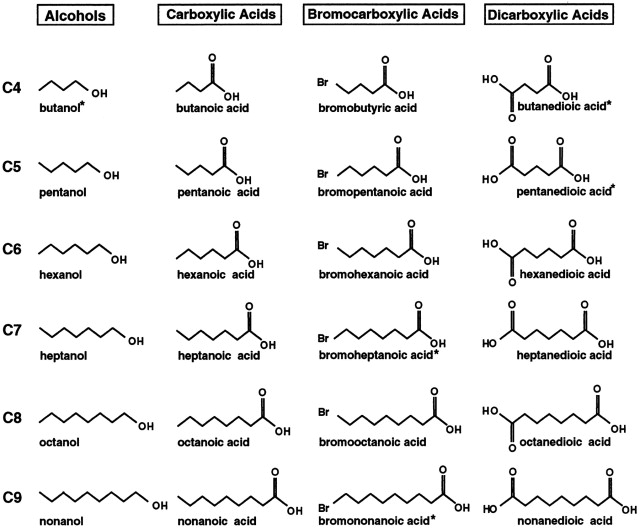 Alcohols Carboxylic Acids Bromocarboxylic Acids Dicarboxylic Acids
C4
OH
butanol*
O
OH
butanoic acid
Br
O
OH
bromobutyric acid
HO
O
O
OH
butanedioic acid*
C5
OH
pentanol
O
OH
pentanoic acid
Br
O
OH
bromopentanoic acid
O
HO
O
OH
pentanedioic acid*
C6
OH
hexanol
O
OH
hexanoic acid
Br
O
OH
bromohexanoic acid
HO
O
O
OH
hexanedioic acid
C7
OH
heptanol
O
OH
heptanoic acid
Br
O
OH
bromoheptanoic acid*
O
HO
O
OH
heptanedioic acid
C8
OH
octanol
O
OH
octanoic acid
Br
O
OH
bromooctanoic acid
HO
O
O
OH
octanedioic acid
C9
OH
nonanol
O
OH
nonanoic acid
Br
O
OH
bromononanoic acid*
O
HO
O
OH
nonanedioic acid